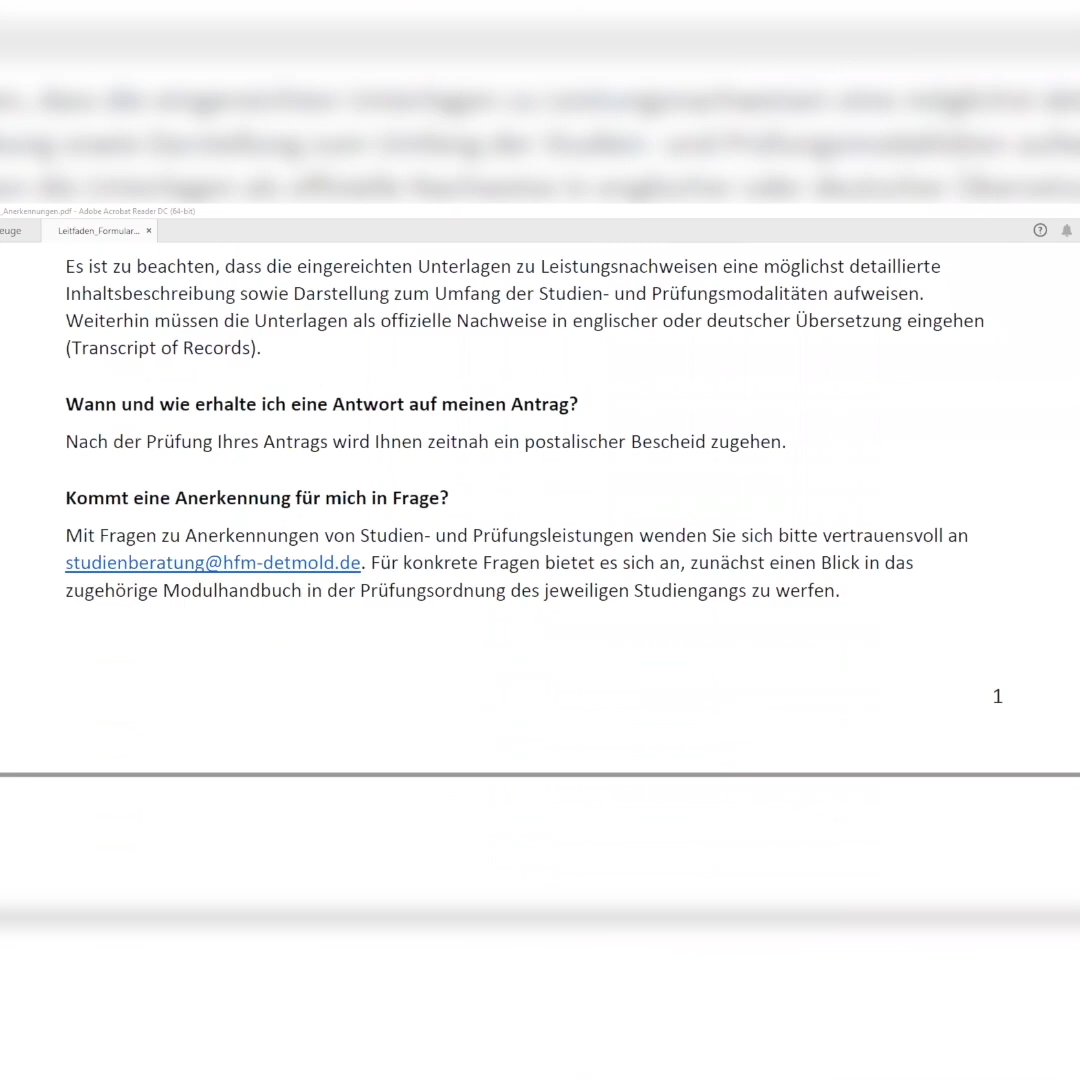 _Anerkennungen.pdf - Adobe Acrobat Reader DC (64-bit)
euge
Leitfaden_Formular... ×
Es ist zu beachten, dass die eingereichten Unterlagen zu Leistungsnachweisen eine möglichst detaillierte
Inhaltsbeschreibung sowie Darstellung zum Umfang der Studien- und Prüfungsmodalitäten aufweisen.
Weiterhin müssen die Unterlagen als offizielle Nachweise in englischer oder deutscher Übersetzung eingehen
(Transcript of Records).
Wann und wie erhalte ich eine Antwort auf meinen Antrag?
Nach der Prüfung Ihres Antrags wird Ihnen zeitnah ein postalischer Bescheid zugehen.
Kommt eine Anerkennung für mich in Frage?
Mit Fragen zu Anerkennungen von Studien- und Prüfungsleistungen wenden Sie sich bitte vertrauensvoll an
studienberatung@hfm-detmold.de. Für konkrete Fragen bietet es sich an, zunächst einen Blick in das
zugehörige Modulhandbuch in der Prüfungsordnung des jeweiligen Studiengangs zu werfen.
1